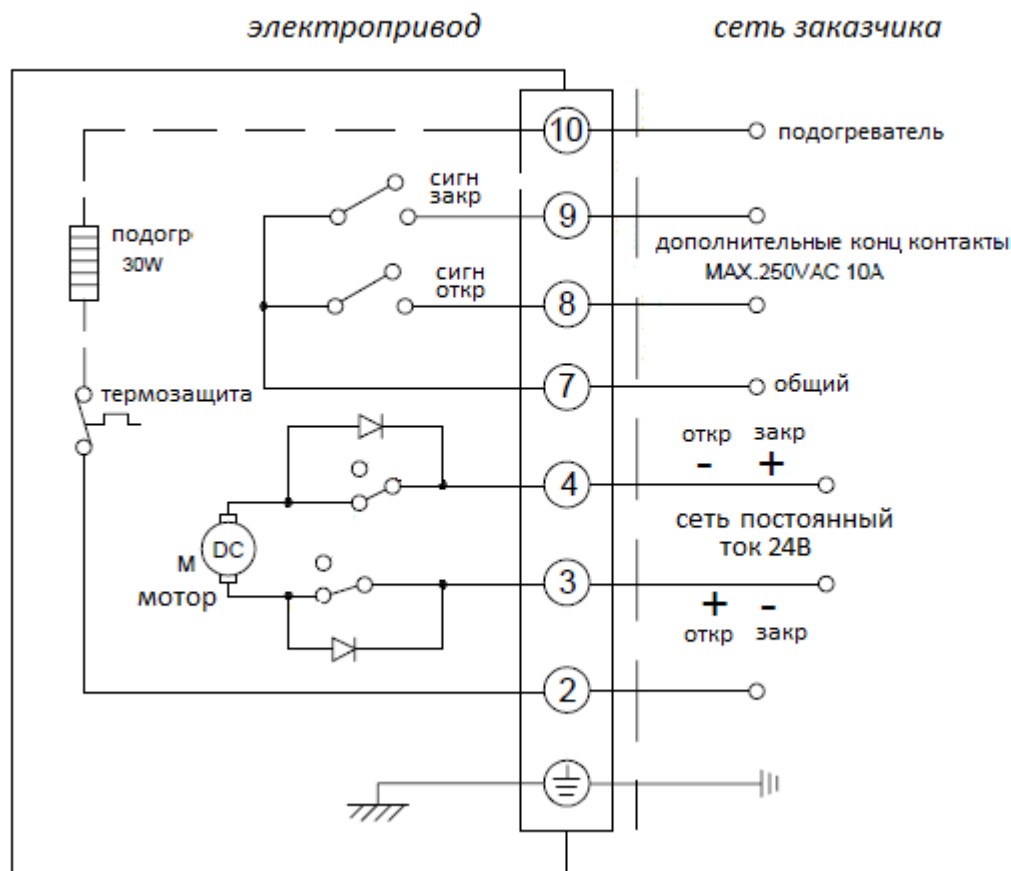 электропривод
сеть заказчика
10
подогреватель
сигн
закр
9
подогр
30W
дополнительные конц контакты
MAX.250VAC 10A
сигн
откр
8
7
общий
термозащита
откр закр
- +
4
сеть постоянный
ток 24В
DC
М
мотор
3
+ -
откр закр
2